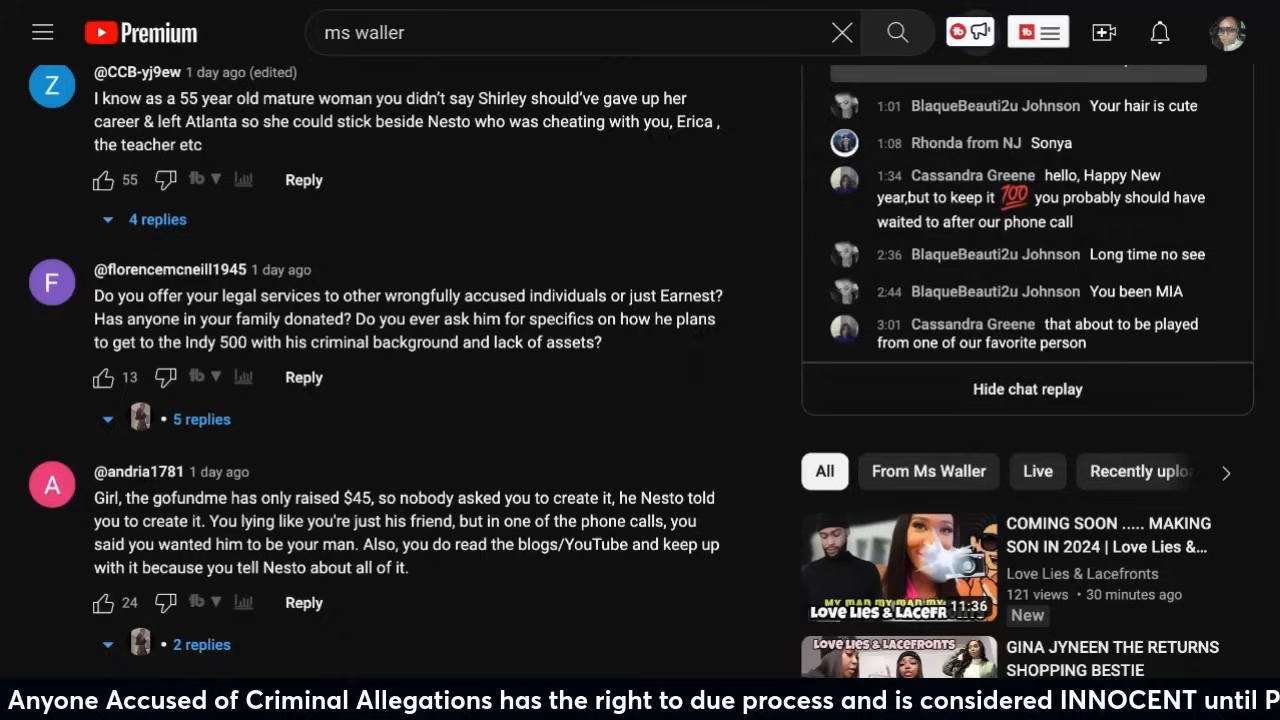 Premium
ms waller
@CCB-yj9ew 1 day ago (edited)
I know as a 55 year old mature woman you didn't say Shirley should've gave up her
career & left Atlanta so she could stick beside Nesto who was cheating with you, Erica ,
the teacher etc
55 Reply
4 replies
@florencemcneill1945 1 day ago
Do you offer your legal services to other wrongfully accused individuals or just Earnest?
Has anyone in your family donated? Do you ever ask him for specifics on how he plans
to get to the Indy 500 with his criminal background and lack of assets?
13 Reply
• 5 replies
@andria1781 1 day ago
Girl, the gofundme has only raised $45, so nobody asked you to create it, he Nesto told
you to create it. You lying like you're just his friend, but in one of the phone calls, you
said you wanted him to be your man. Also, you do read the blogs/YouTube and keep up
with it because you tell Nesto about all of it.
24 Reply
• 2 replies
Z
F
A
1:01 BlaqueBeauti2u Johnson Your hair is cute
1:08 Rhonda from NJ Sonya
1:34 Cassandra Greene hello, Happy New
year,but to keep it 💯 you probably should have
waited to after our phone call
2:36 BlaqueBeauti2u Johnson Long time no see
2:44 BlaqueBeauti2u Johnson You been MIA
3:01 Cassandra Greene that about to be played
from one of our favorite person
Hide chat replay
All From Ms Waller Live Recently uplo
COMING SOON ..... MAKING
SON IN 2024 | Love Lies &...
Love Lies & Lacefronts
121 views • 30 minutes ago
New
MY MAN MY MAN MY
LOVE LIES & LACEFR
11:36
GINA JYNEEN THE RETURNS
SHOPPING BESTIE
LOVE LIES & LACEFRONTS
Anyone Accused of Criminal Allegations has the right to due process and is considered INNOCENT until P